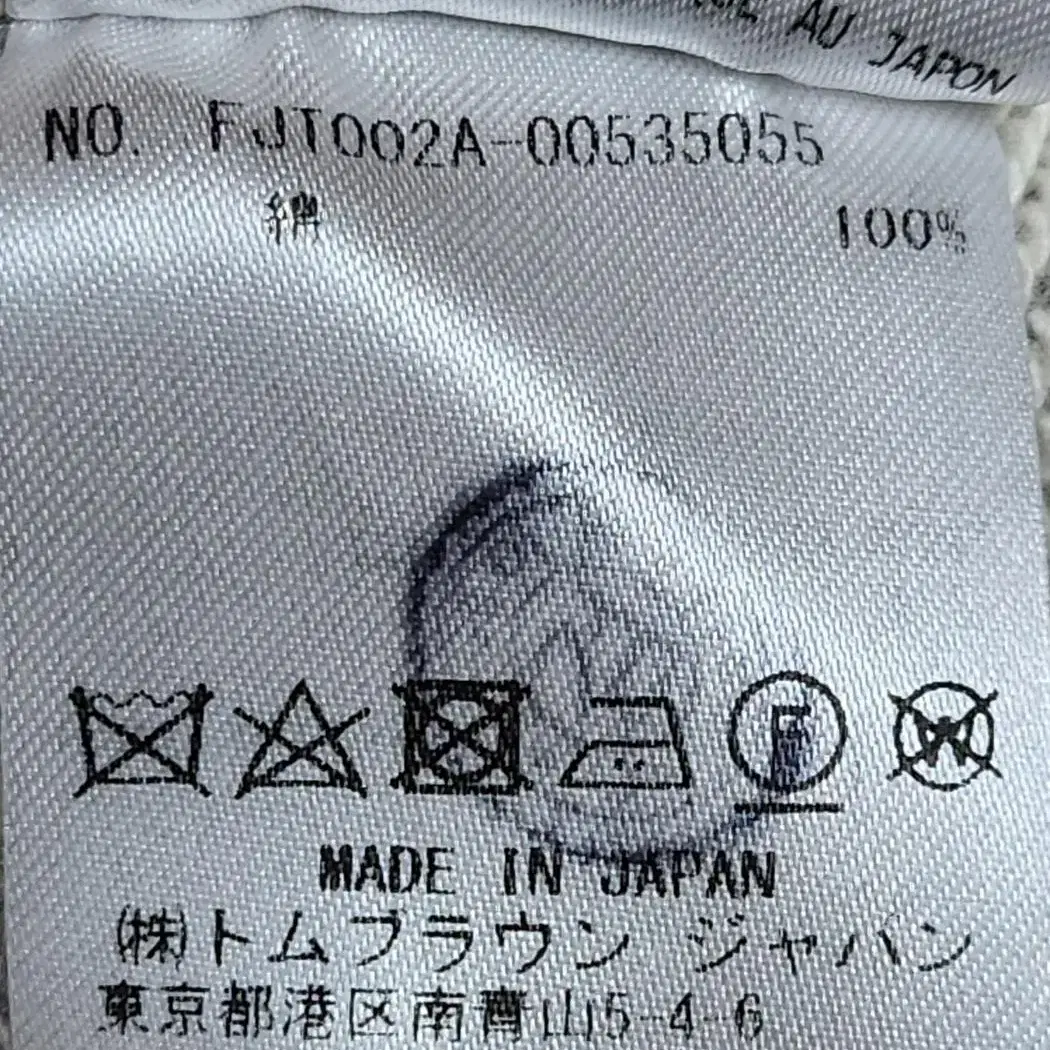 AU JAPON
NO. FJT002A-00535055
100%
F W
MADE IN JAPAN
(株)トムブラウン ジャパン
東京都港区南青山5-4-6